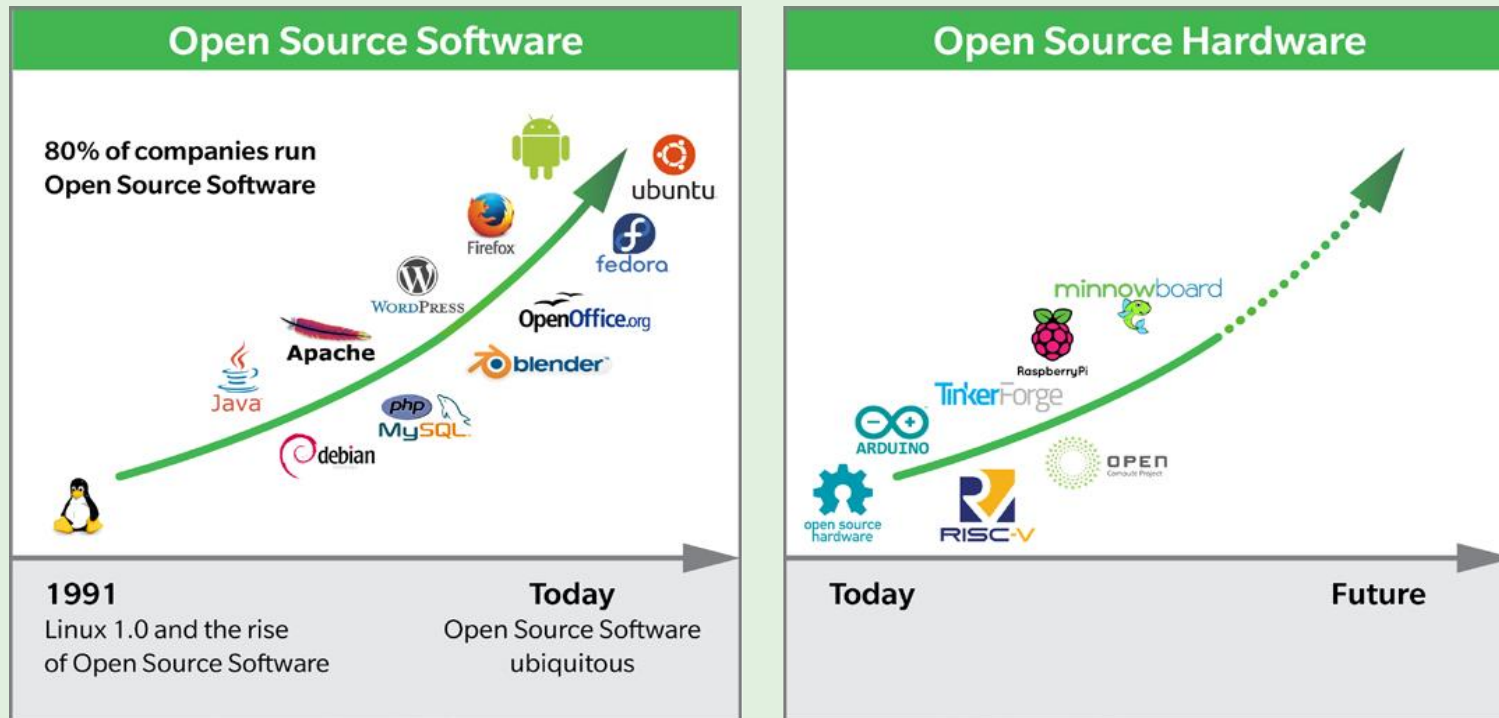 Open Source Software
80% of companies run
Open Source Software
ubuntu
Firefox
fedora
WORDPRESS
OpenOffice.org
Apache
blender
Java
php
MySQL
debian
1991
Linux 1.0 and the rise
of Open Source Software
Today
Open Source Software
ubiquitous
Open Source Hardware
minnowboard
RaspberryPi
TinkerForge
ARDUINO
OPEN
Compute Project
open source
hardware
RISC-V
Today
Future